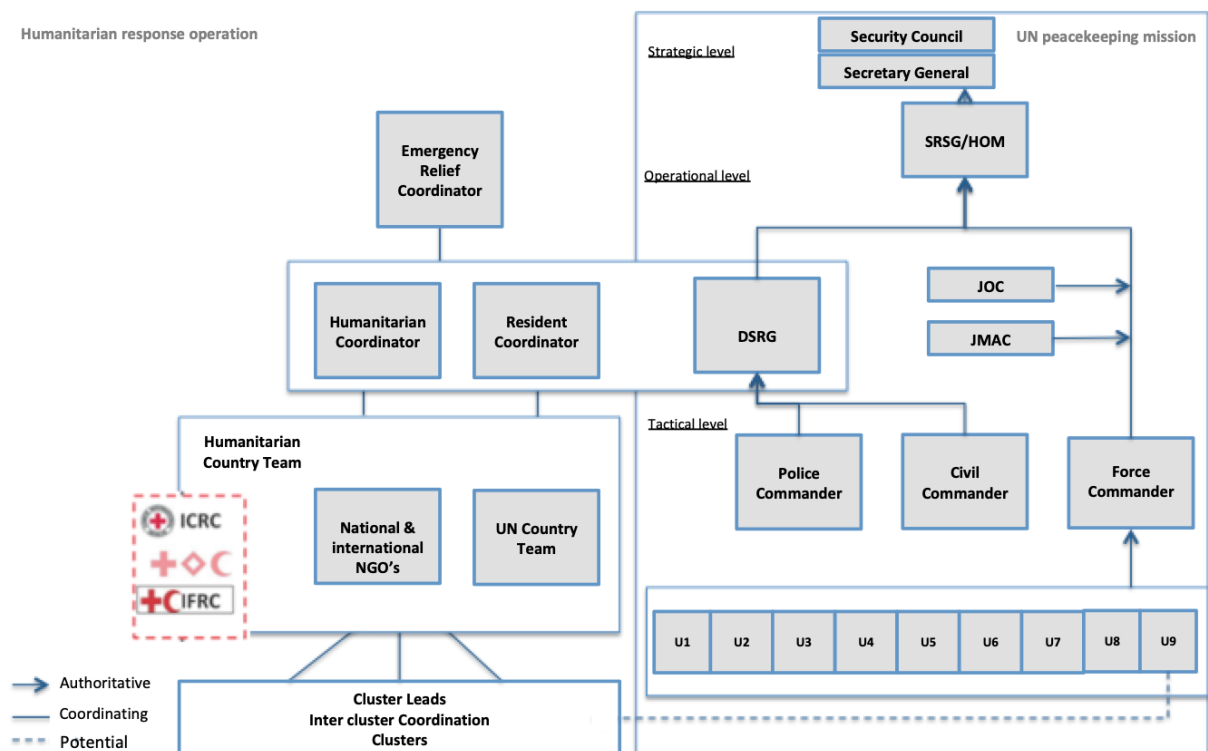 Humanitarian response operation
UN peacekeeping mission
Strategic level
Security Council
Secretary General
SRSG/HOM
Operational level
Emergency
Relief
Coordinator
Humanitarian
Coordinator
Resident
Coordinator
DSRG
JOC
JMAC
Tactical level
Police
Commander
Civil
Commander
Force
Commander
Humanitarian
Country Team
ICRC
IFRC
National &
international
NGO's
UN Country
Team
U1
U2
U3
U4
U5
U6
U7
U8
U9
Cluster Leads
Inter cluster Coordination
Clusters
Authoritative
Coordinating
Potential